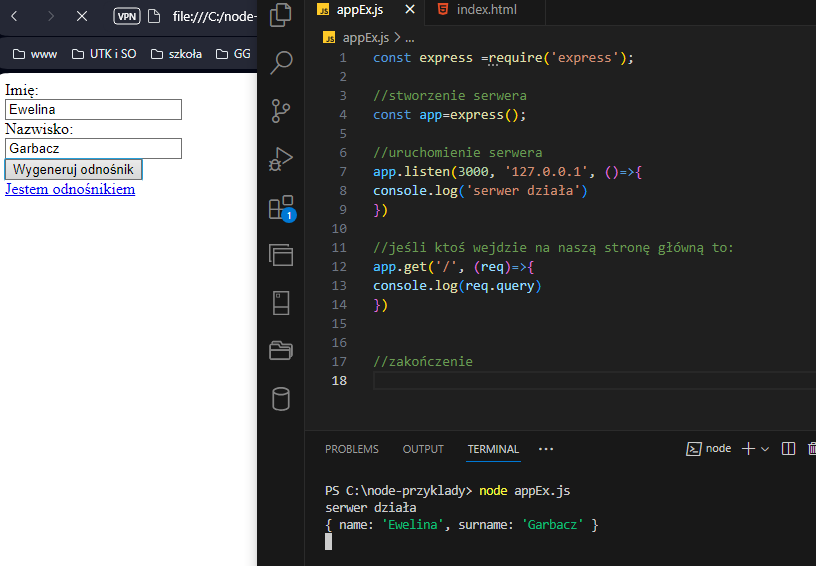 VPN
file:///C:/node-
www
UTK i SO
szkoła
GG
Imię:
Ewelina
Nazwisko:
Garbacz
Wygeneruj odnośnik
Jestem odnośnikiem
1
JS appEx.js
index.html
JS appEx.js > ...
1 const express =require('express');
2
3 //stworzenie serwera
4 const app=express();
5
6 //uruchomienie serwera
7 app.listen(3000, '127.0.0.1', ()=>{
8 console.log('serwer działa')
9 })
10
11 //jeśli ktoś wejdzie na naszą stronę główną to:
12 app.get('/', (req)=>{
13 console.log(req.query)
14 })
15
16
17 //zakończenie
18
PROBLEMS OUTPUT TERMINAL ... node
PS C:\node-przyklady> node appEx.js
serwer działa
{ name: 'Ewelina', surname: 'Garbacz' }